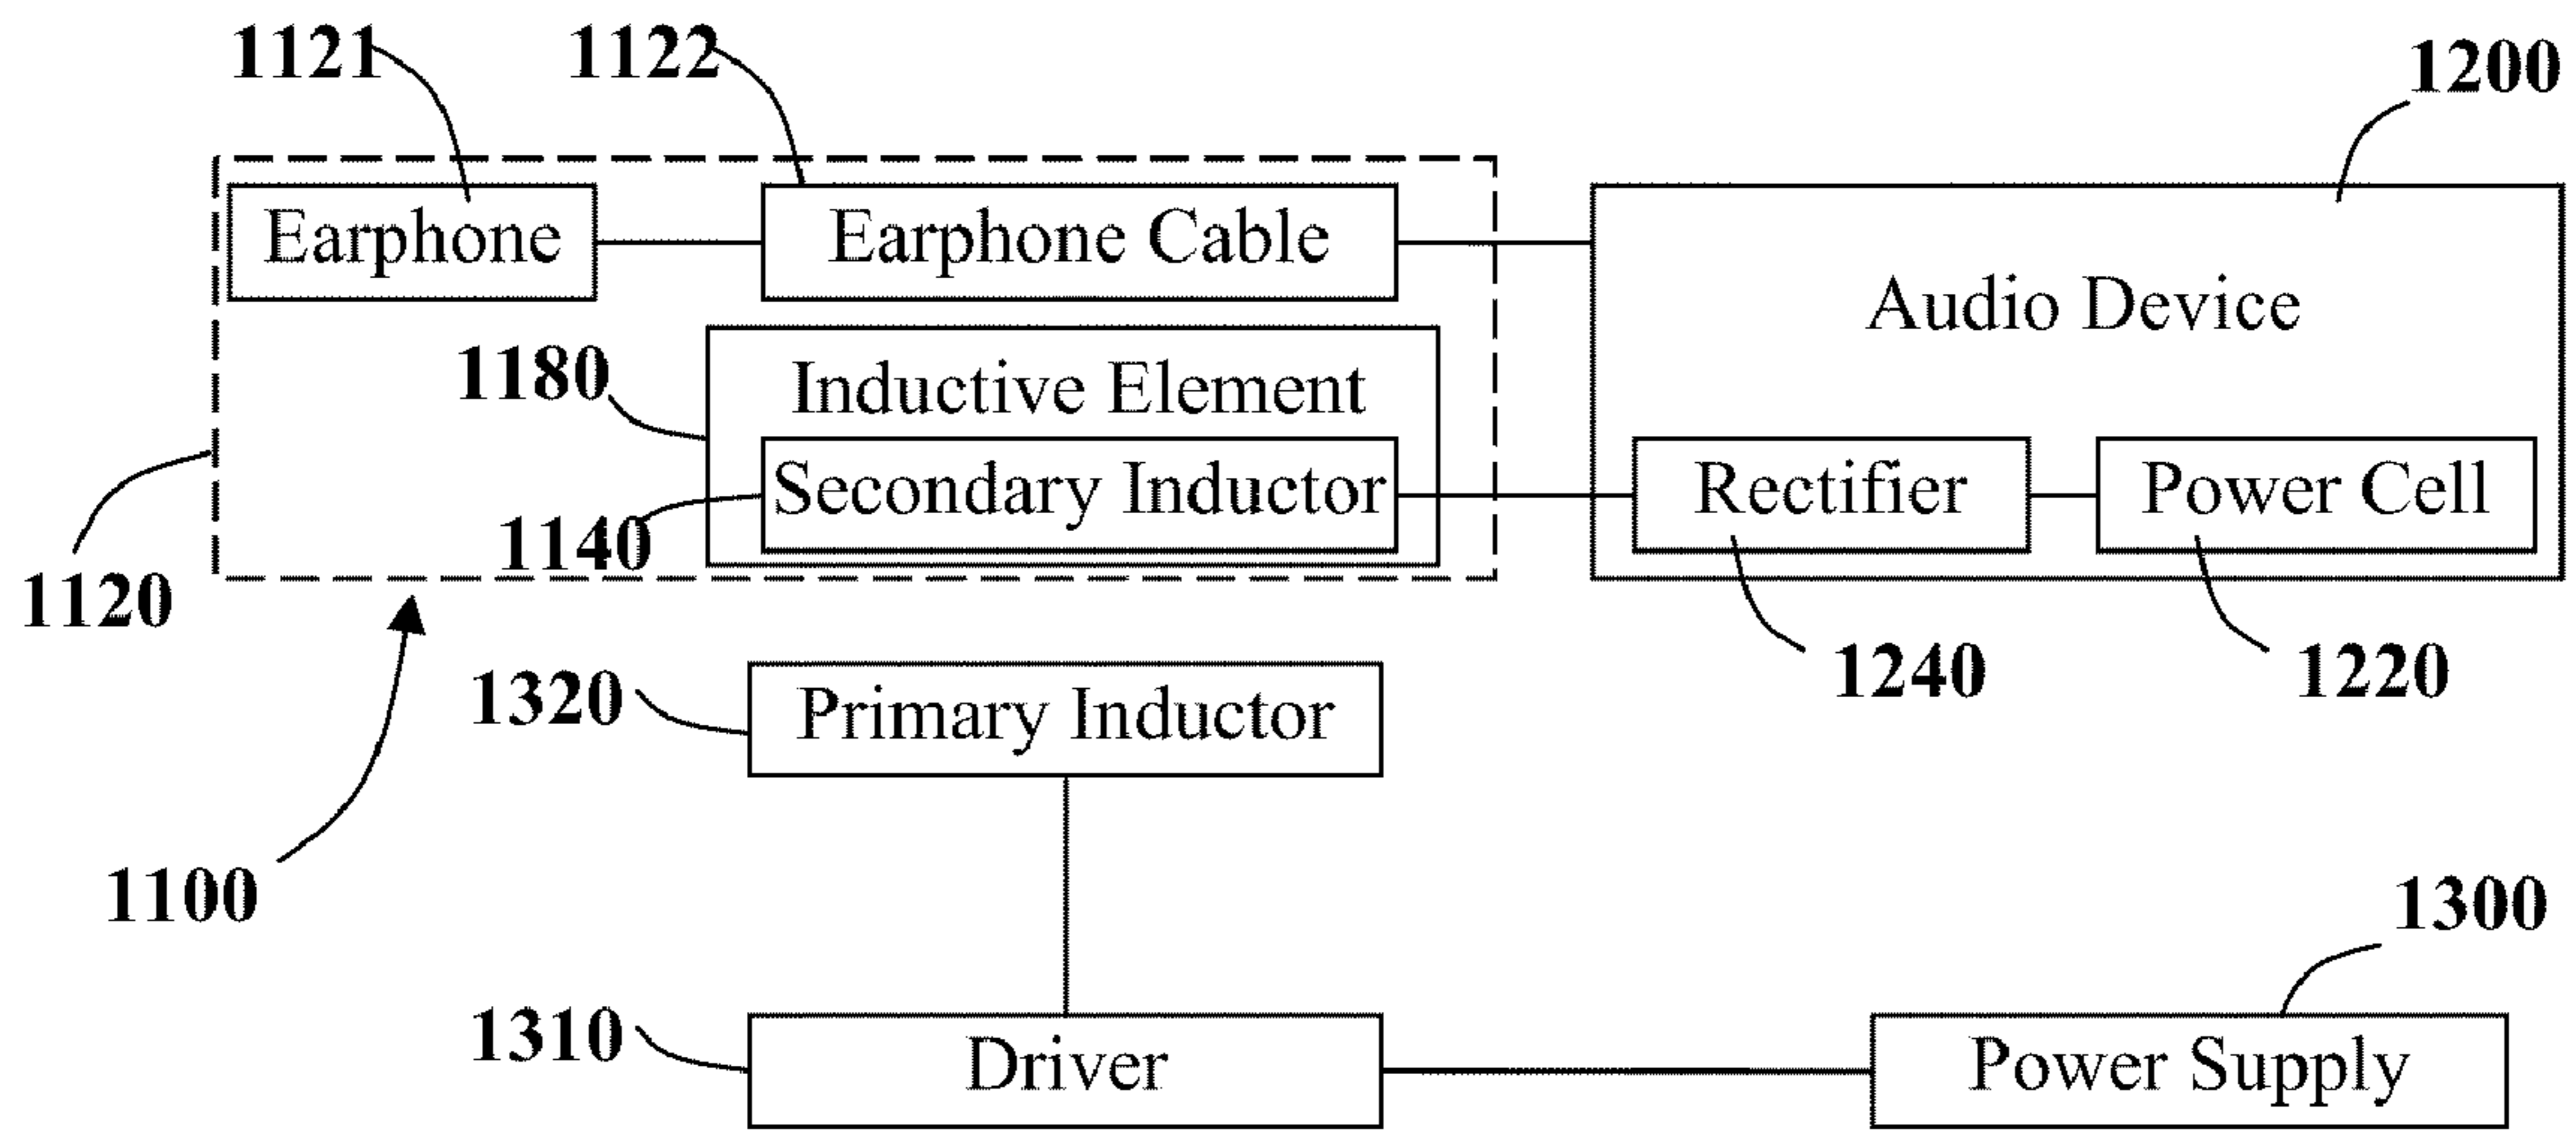 1121
1122
1200
Earphone
Earphone Cable
Audio Device
1180
Inductive Element
Secondary Inductor
Rectifier
Power Cell
1140
1120
1240
1220
1320
Primary Inductor
1100
1300
1310
Driver
Power Supply